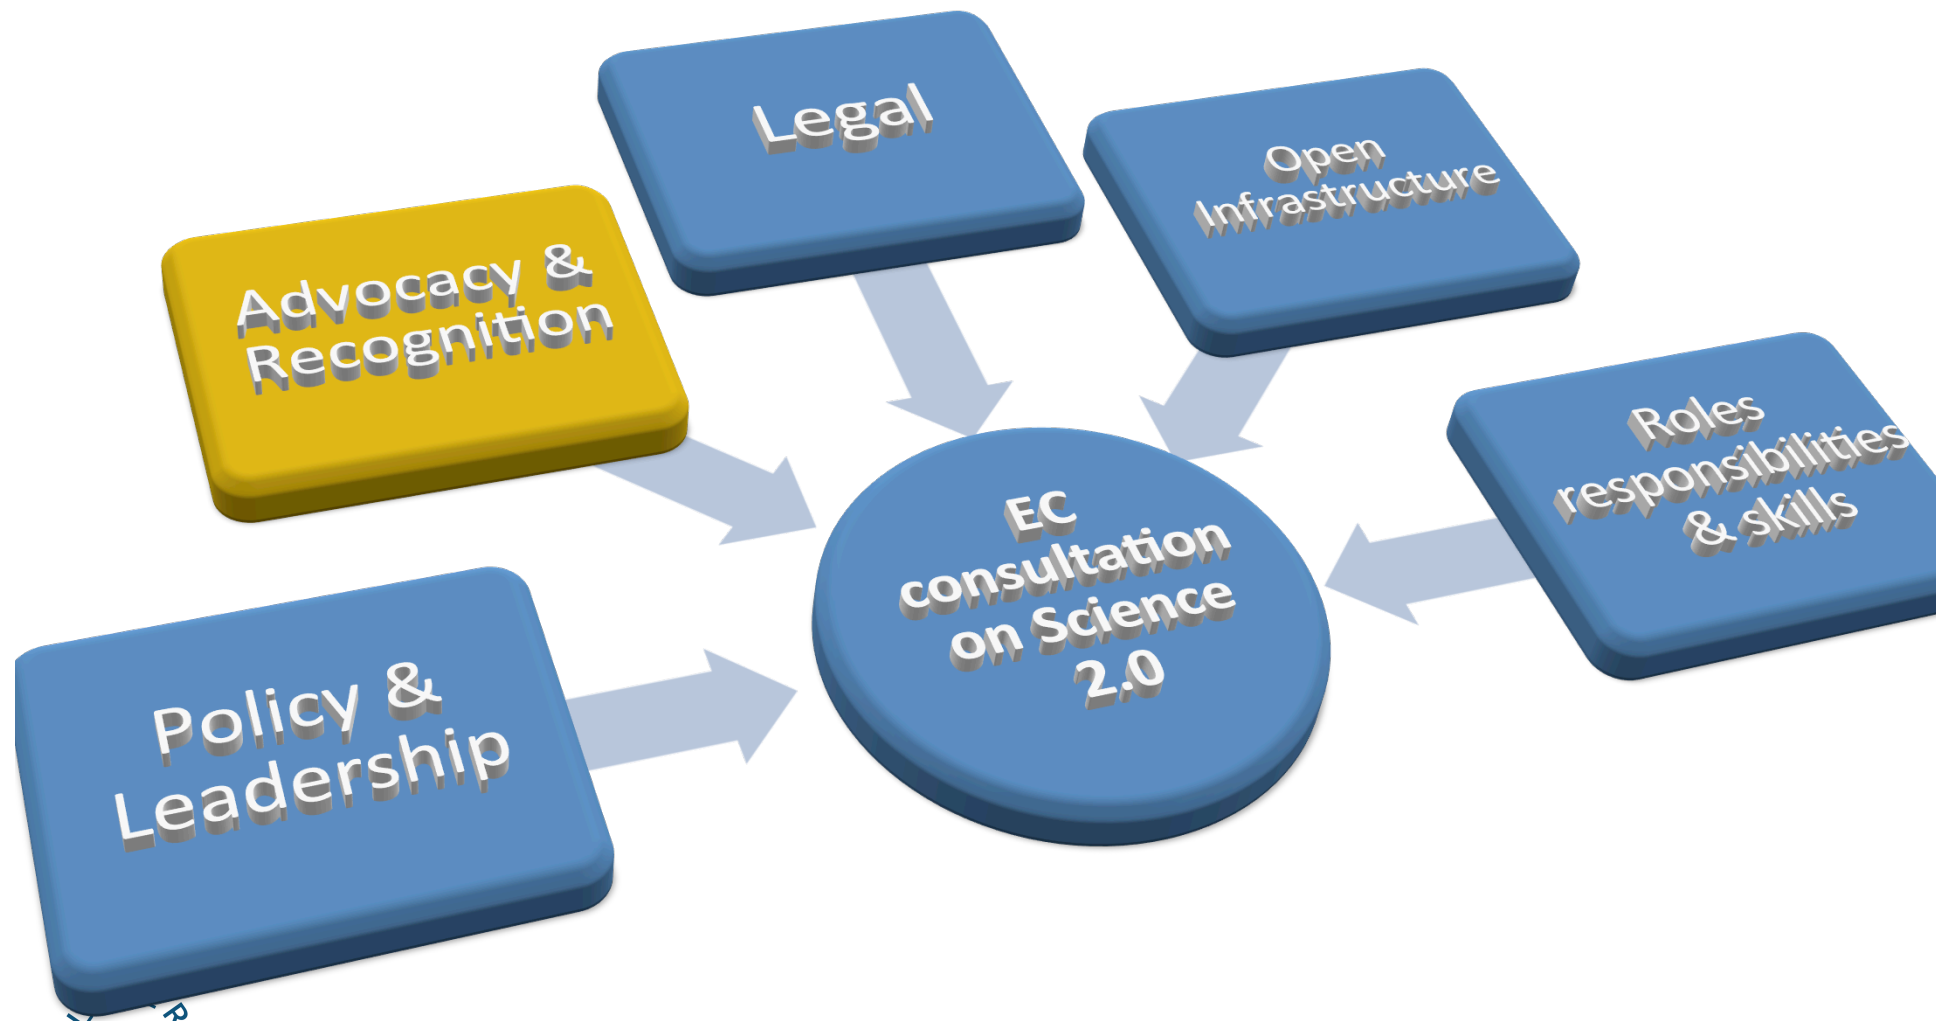 Legal
Open
Infrastructure
Advocacy &
Recognition
Roles
responsibilities
& skills
EC
consultation
on Science
2.0
Policy &
Leadership